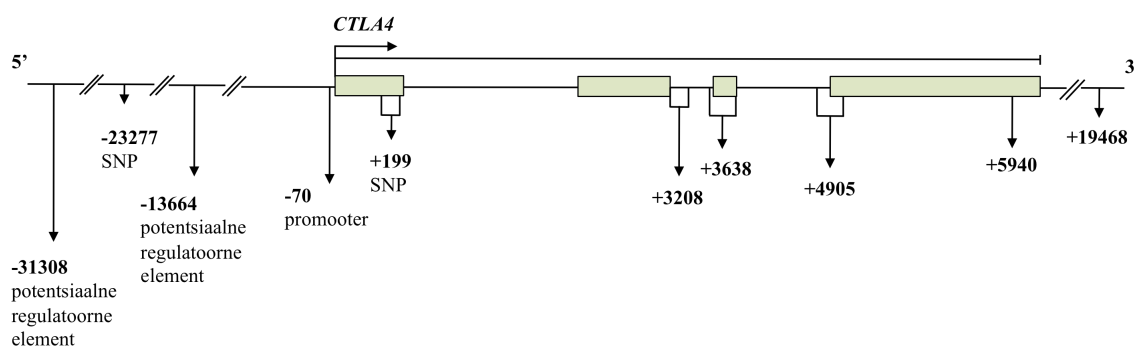 CTLA4
5’
3
-23277
SNP
+19468
+199
SNP
+3638
+5940
-13664
potentsiaalne
regulatoorne
element
-70
promooter
+3208
+4905
-31308
potentsiaalne
regulatoorne
element